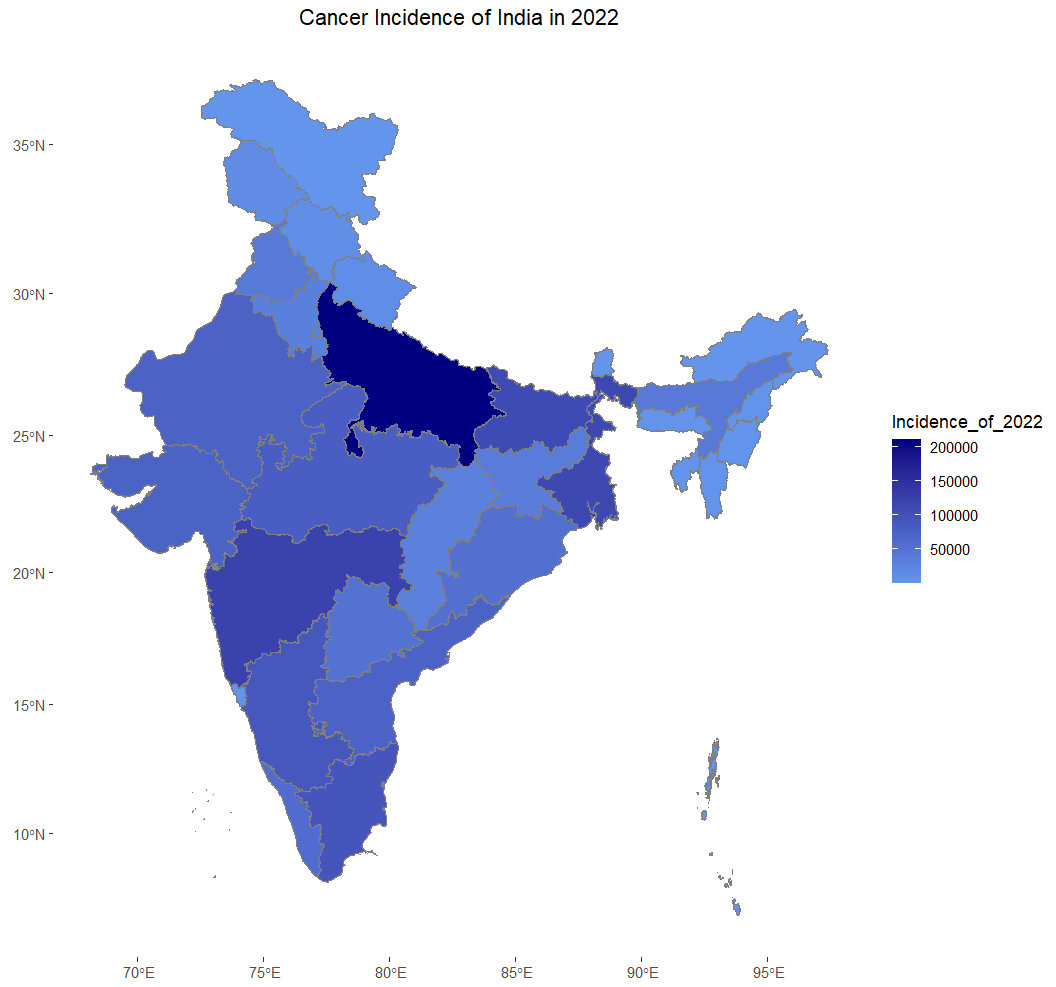 Cancer Incidence of India in 2022
35°N
30°N
25°N
20°N
15°N
10°N
70°E
75°E
80°E
85°E
90°E
95°E
Incidence_of_2022
200000
150000
100000
50000